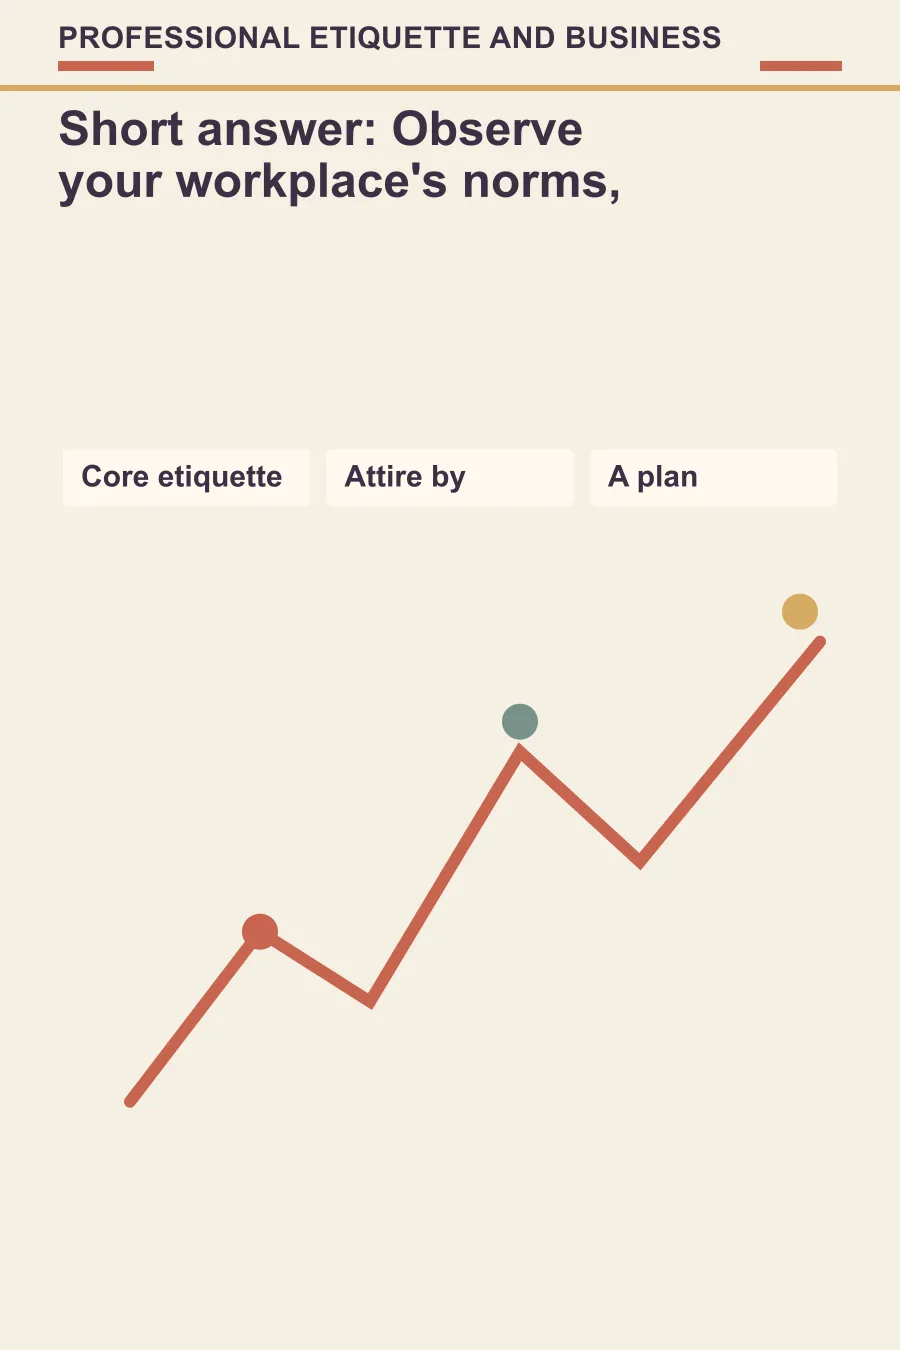 PROFESSIONAL ETIQUETTE AND BUSINESS
Short answer: Observe
your workplace's norms,
Core etiquette
Attire by
A plan